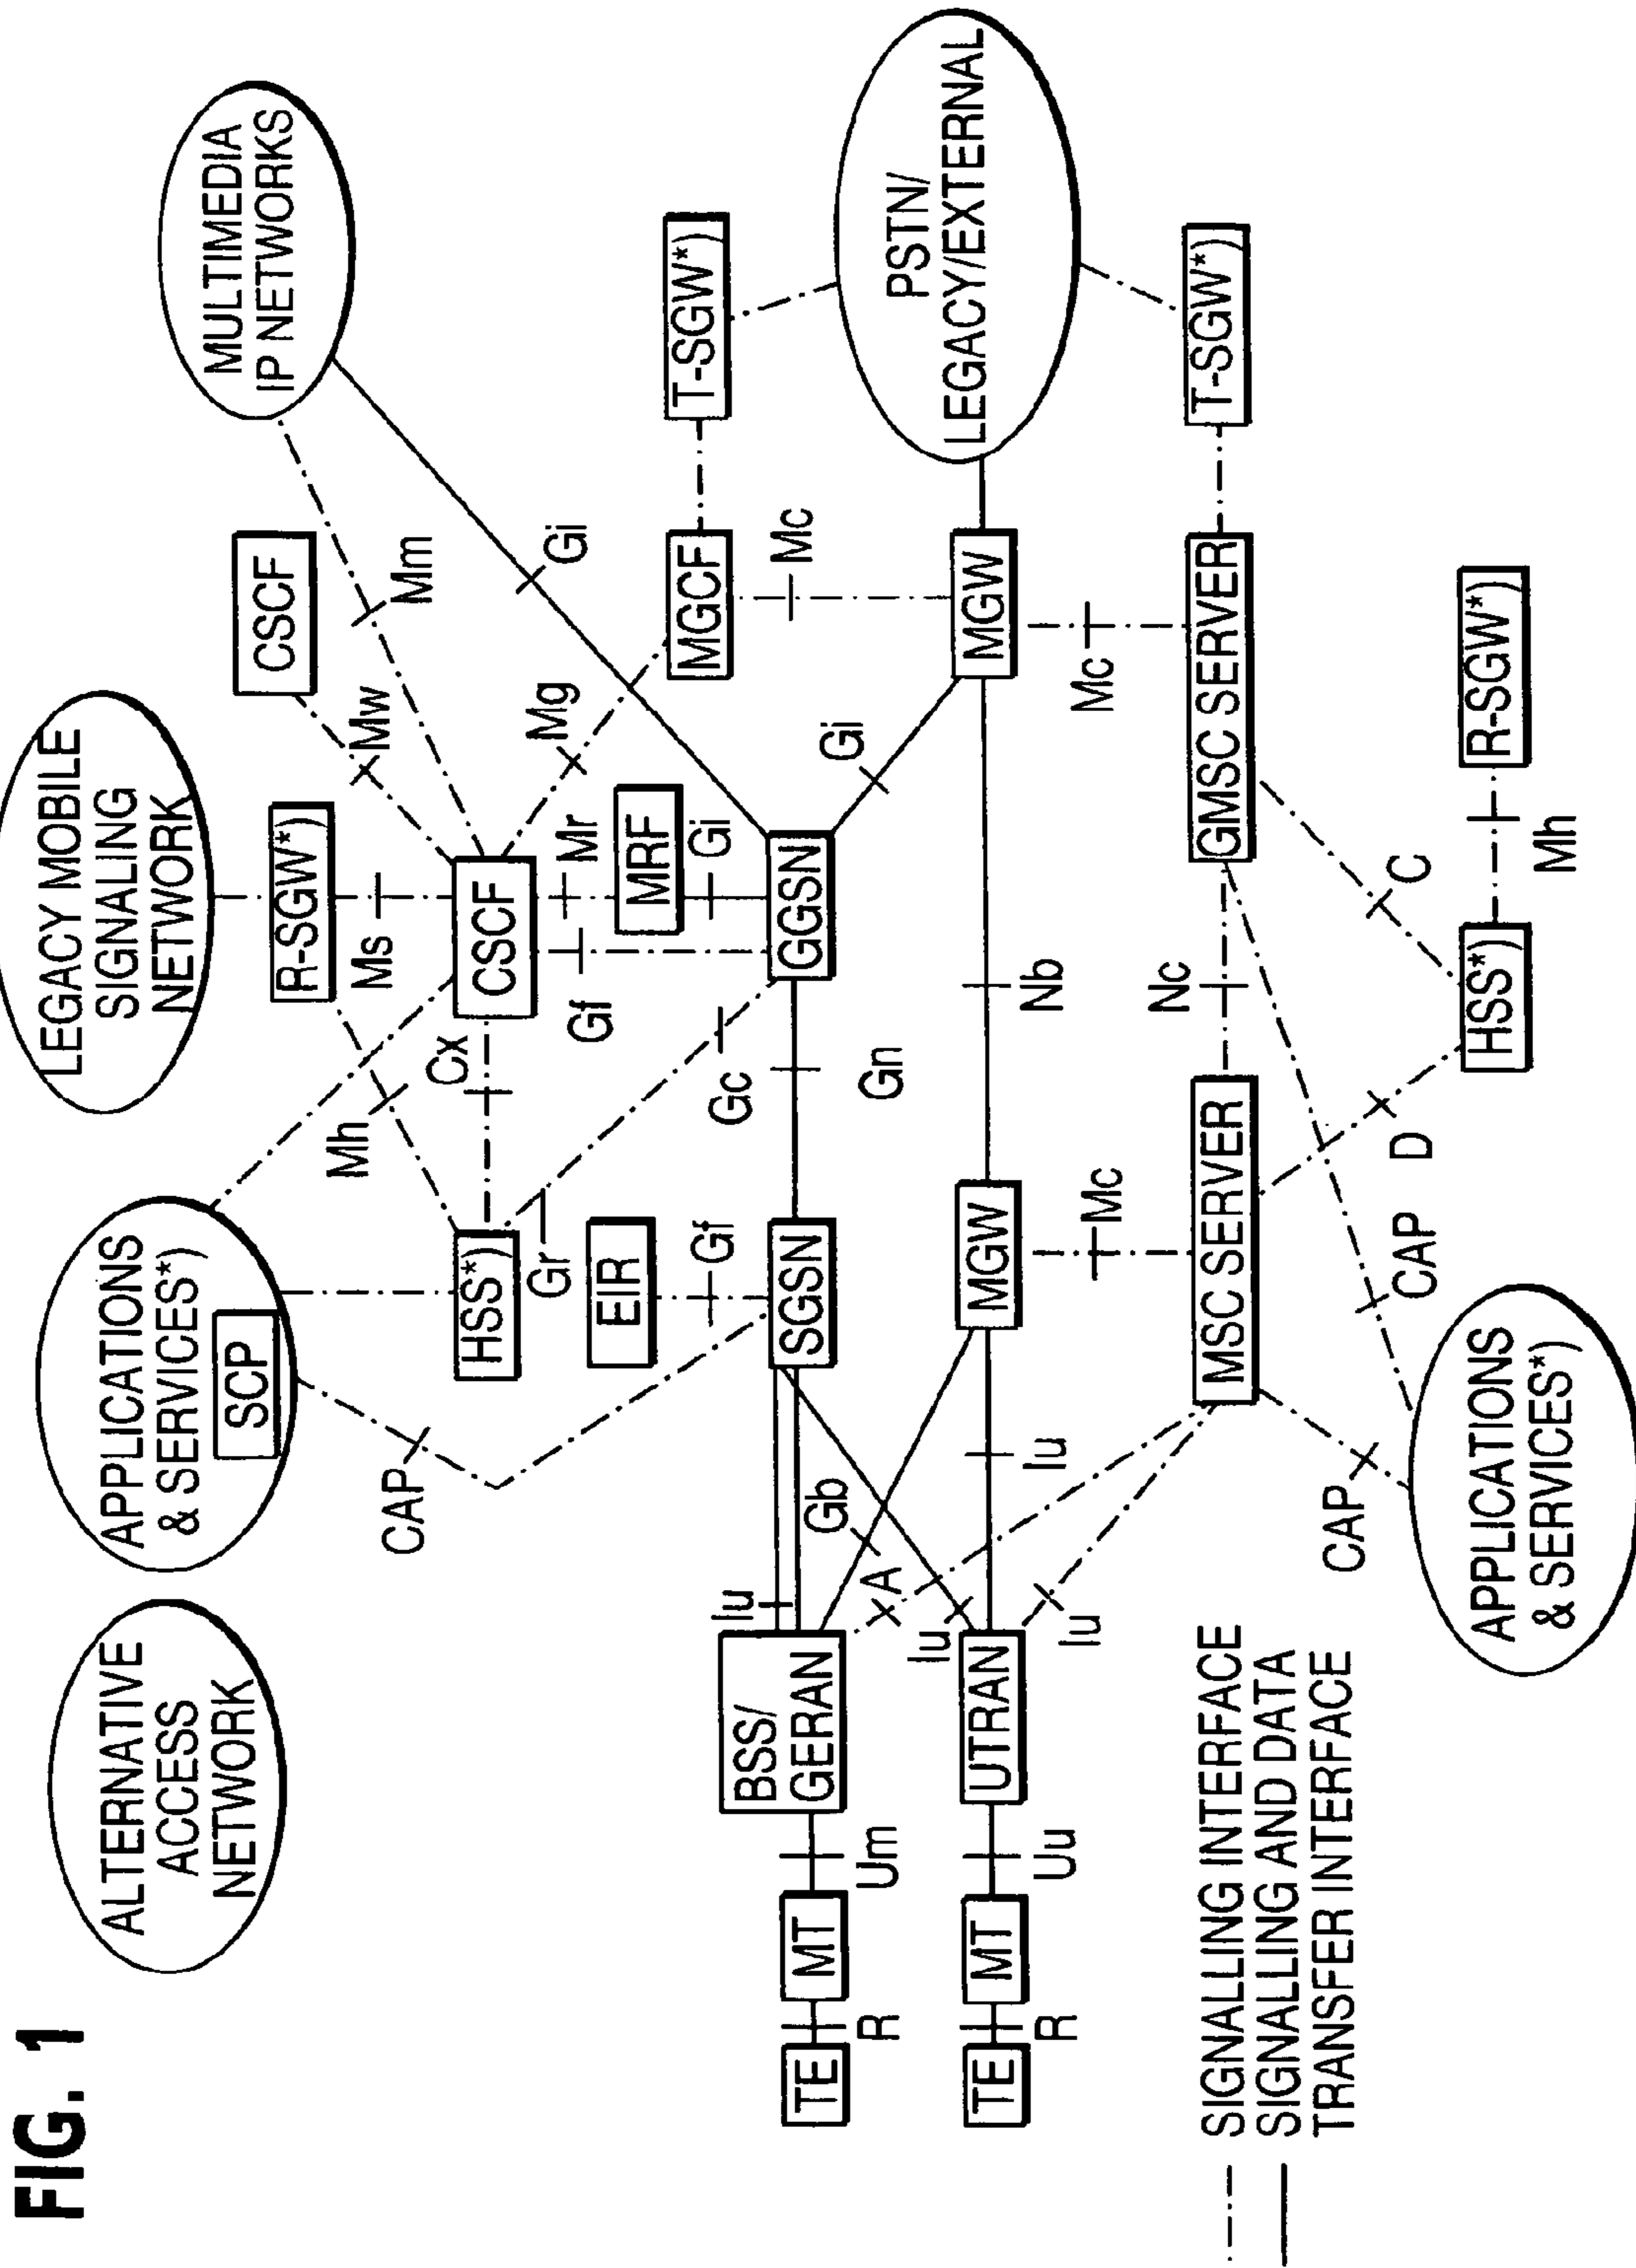 FIG. 1
ALTERNATIVE
ACCESS
NETWORK
APPLICATIONS
& SERVICES*)
SCP
LEGACY MOBILE
SIGNALING
NETWORK
MULTIMEDIA
IP NETWORKS
CAP
Mh
R-SGW*)
Ms
Mw
CSCF
Mm
HSS*)
Cx
CSCF
Gr
Gf
Mr
Mg
Gi
EIR
Gf
Gc
MRF
Gi
MGCF
T-SGW*)
Mc
TE
R
MT
Um
BSS/
GERAN
Iu
Gb
A
SGSN
Gn
GGSN
Gi
PSTN/
LEGACY/EXTERNAL
TE
R
MT
Uu
UTRAN
Iu
Iu
Iu
MGW
Nb
MGW
Mc
Mc
MSC SERVER
Nc
GMSC SERVER
T-SGW*)
CAP
CAP
D
C
HSS*)
Mh
R-SGW*)
APPLICATIONS
& SERVICES*)
SIGNALLING INTERFACE
SIGNALLING AND DATA
TRANSFER INTERFACE